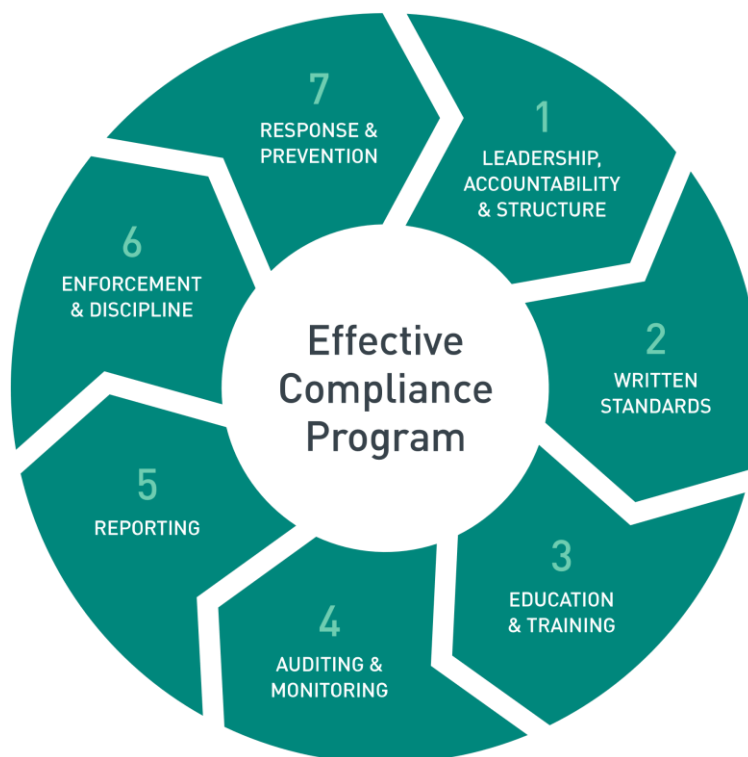 Effective
Compliance
Program
1
LEADERSHIP,
ACCOUNTABILITY
& STRUCTURE
2
WRITTEN
STANDARDS
3
EDUCATION
& TRAINING
4
AUDITING &
MONITORING
5
REPORTING
6
ENFORCEMENT
& DISCIPLINE
7
RESPONSE &
PREVENTION